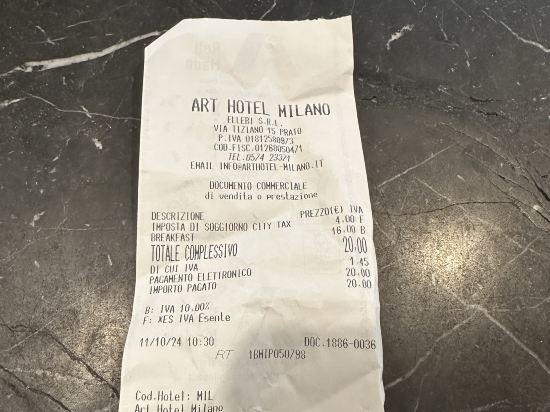 ART HOTEL MILANO
ELLEBI S.R.L.
VIA TIZIANO 15 PRATO
P.IVA 01812580973
COD.FISC.01260050471
TEL.0574 23371
EMAIL INFO@ARTHOTEL-MILANO.IT
DOCUMENTO COMMERCIALE
di vendita o prestazione
DESCRIZIONE PREZZO(€) IVA
IMPOSTA DI SOGGIORNO CITY TAX 4.00 F
BREAKFAST 16.00 B
TOTALE COMPLESSIVO 20,00
DI CUI IVA 1.45
PAGAMENTO ELETTRONICO 20.00
IMPORTO PAGATO 20.00
B: IVA 10.00%
F: XES IVA Esente
11/10/24 10:30 DOC.1886-0036
RT 1BMIP050798
Cod.Hotel: MIL
Art Hotel Milano